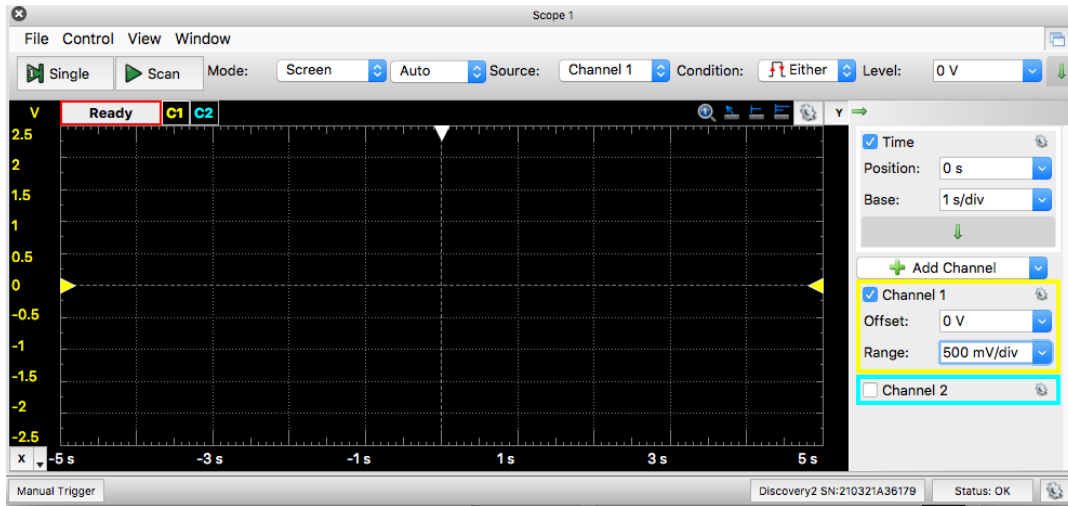 Scope 1
File Control View Window
Single Scan Mode: Screen Auto Source: Channel 1 Condition: Either Level: 0 V
V Ready C1 C2 Y
2.5
2
1.5
1
0.5
0
-0.5
-1
-1.5
-2
-2.5
X -5 s -3 s -1 s 1 s 3 s 5 s
Time
Position: 0 s
Base: 1 s/div
Add Channel
Channel 1
Offset: 0 V
Range: 500 mV/div
Channel 2
Manual Trigger Discovery2 SN:210321A36179 Status: OK